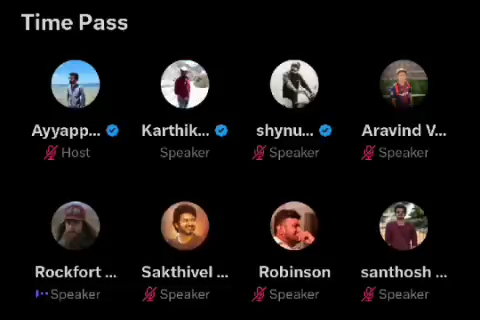 Time Pass
Ayyapp... Karthik... shynu... Aravind V...
Host Speaker Speaker Speaker
Rockfort ... Sakthivel ... Robinson santhosh ...
Speaker Speaker Speaker Speaker